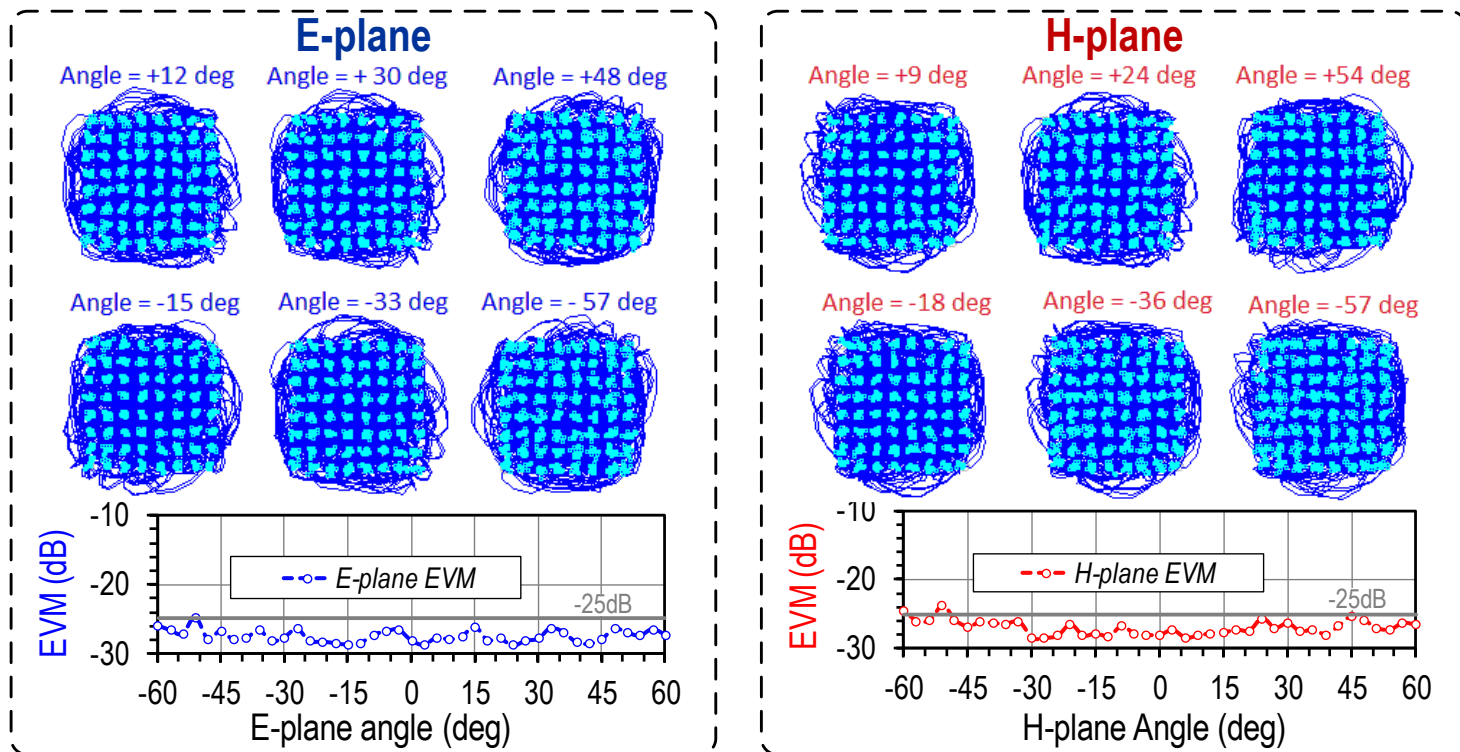 E-plane
Angle = +12 deg
Angle = + 30 deg
Angle = +48 deg
Angle = -15 deg
Angle = -33 deg
Angle = - 57 deg
EVM (dB)
-10
-20
-30
E-plane EVM
-25dB
-60 -45 -30 -15 0 15 30 45 60
E-plane angle (deg)
H-plane
Angle = +9 deg
Angle = +24 deg
Angle = +54 deg
Angle = -18 deg
Angle = -36 deg
Angle = -57 deg
EVM (dB)
-10
-20
-30
H-plane EVM
-25dB
-60 -45 -30 -15 0 15 30 45 60
H-plane Angle (deg)